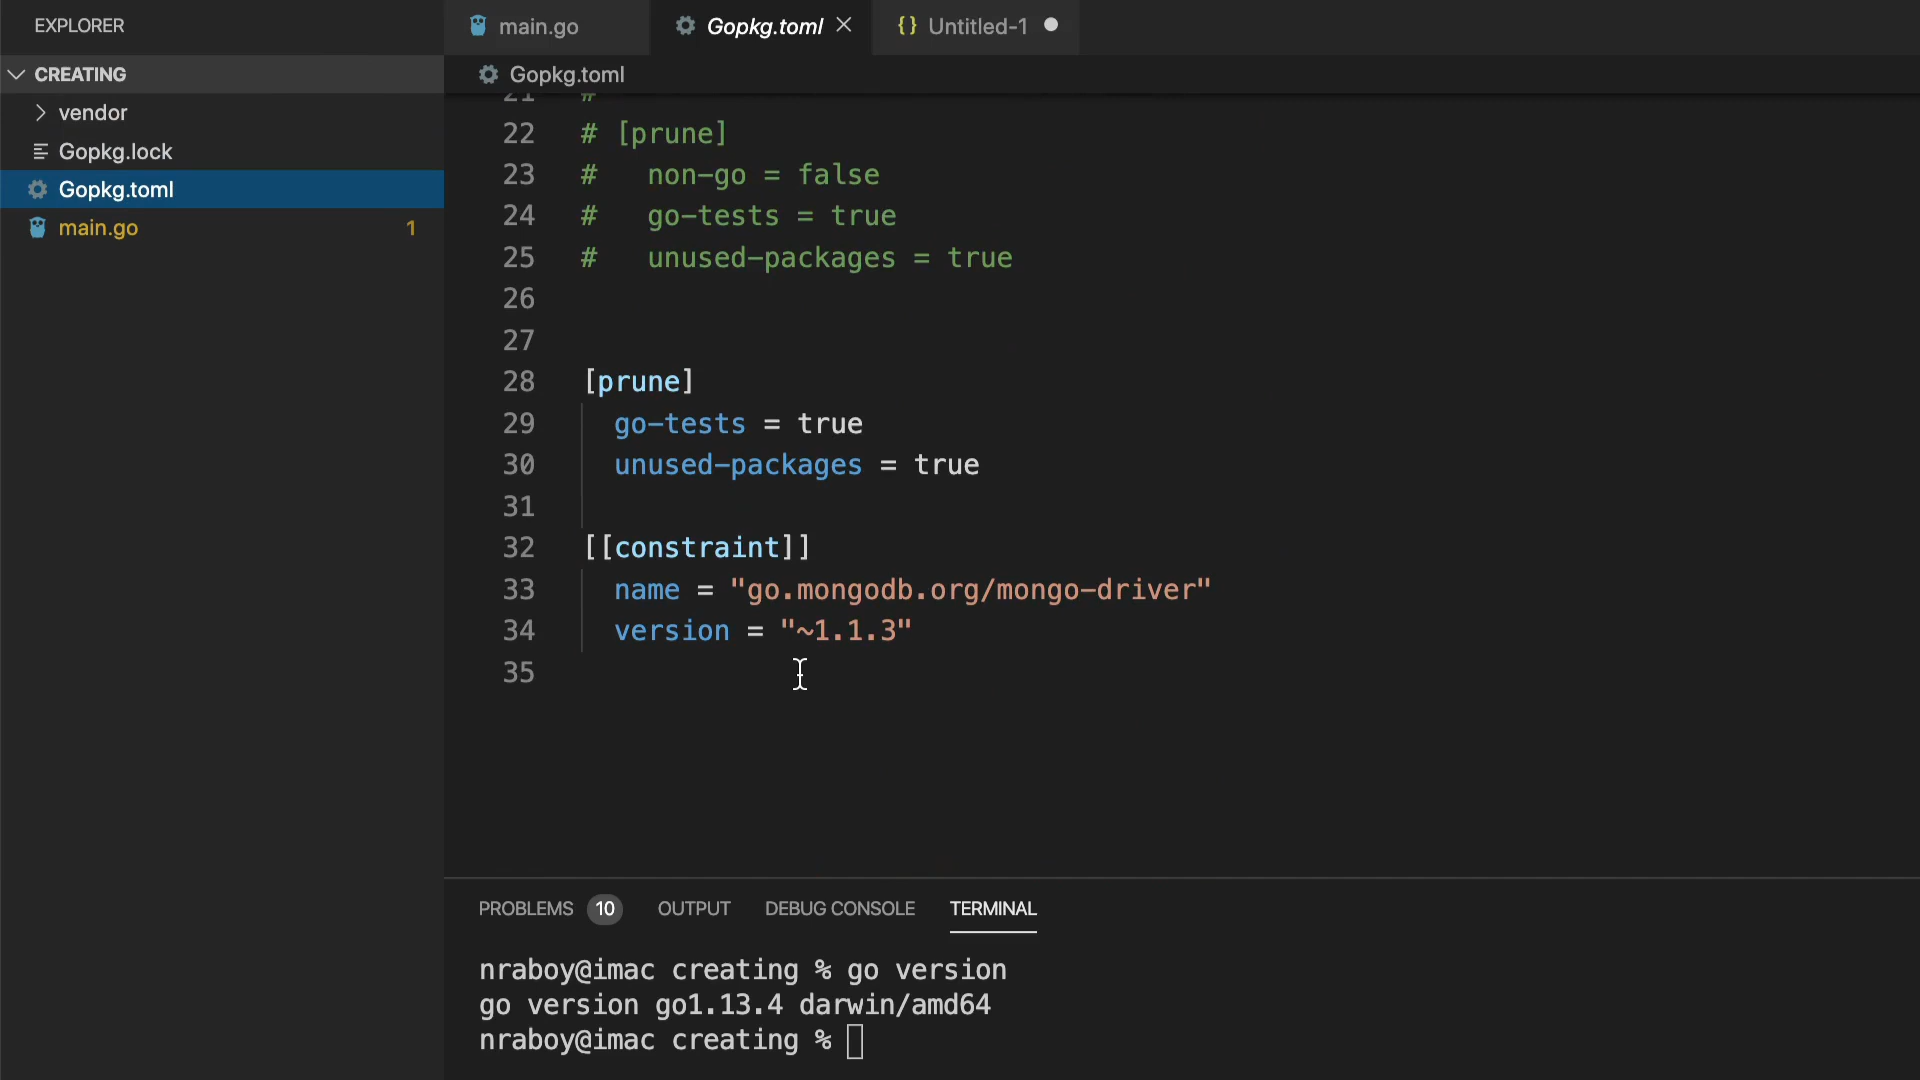 EXPLORER
CREATING
vendor
Gopkg.lock
Gopkg.toml
main.go 1
main.go
Gopkg.toml
{} Untitled-1
Gopkg.toml
21 #
22 # [prune]
23 #   non-go = false
24 #   go-tests = true
25 #   unused-packages = true
26
27
28 [prune]
29   go-tests = true
30   unused-packages = true
31
32 [[constraint]]
33   name = "go.mongodb.org/mongo-driver"
34   version = "~1.1.3"
35
PROBLEMS 10 OUTPUT DEBUG CONSOLE TERMINAL
nraboy@imac creating % go version
go version go1.13.4 darwin/amd64
nraboy@imac creating %